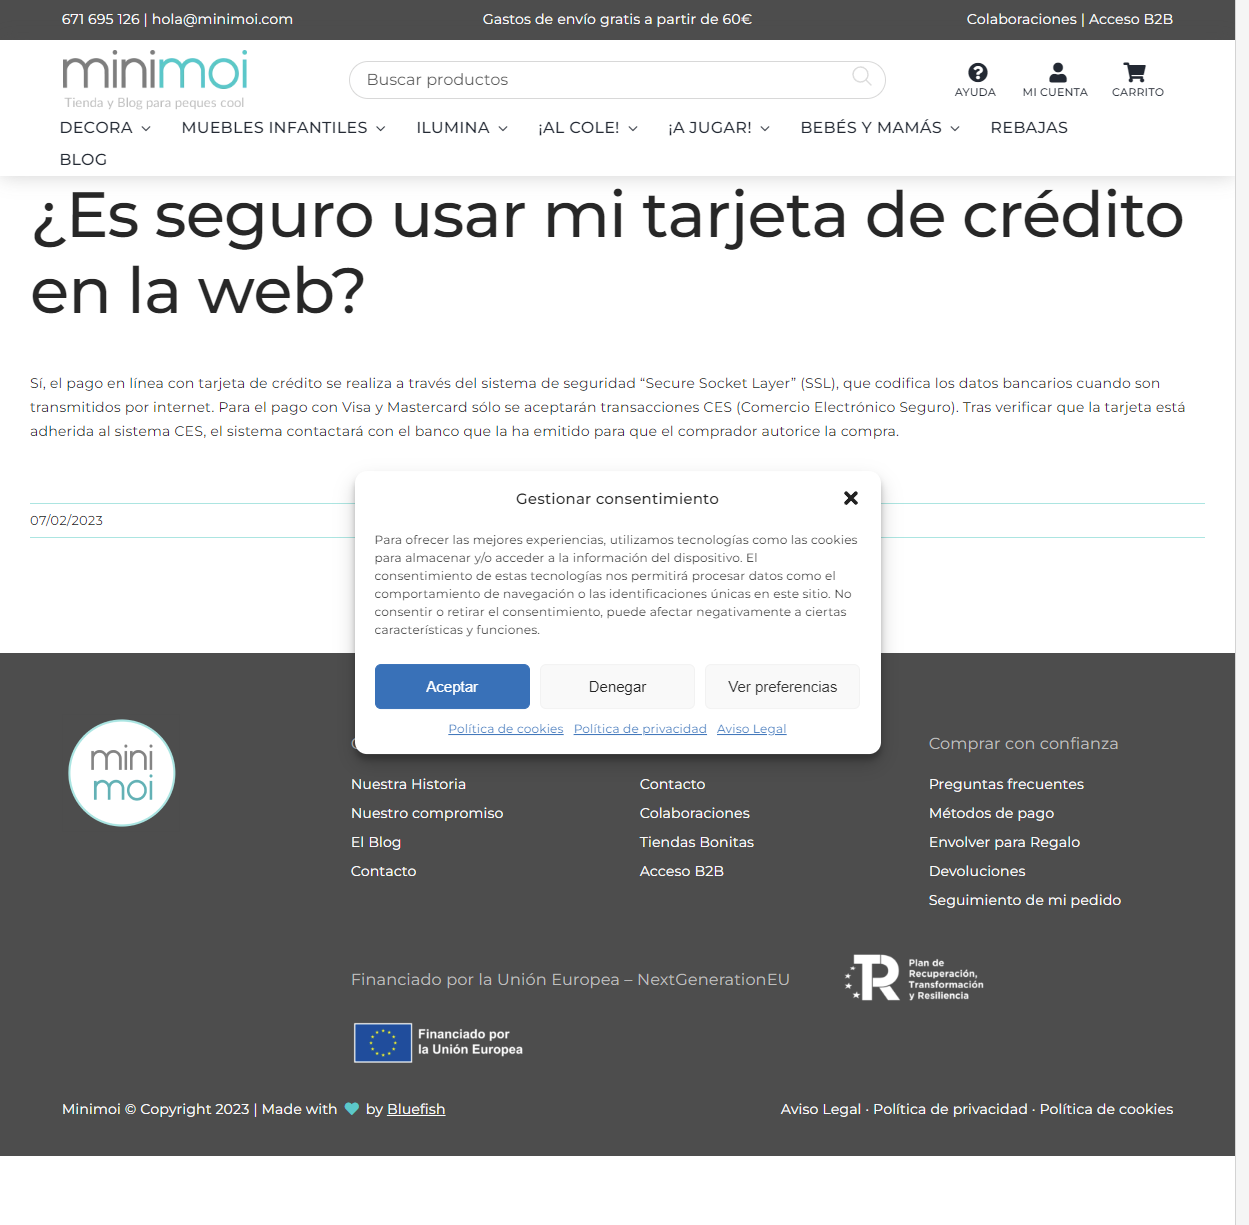 671 695 126 | hola@minimoi.com
Gastos de envío gratis a partir de 60€
Colaboraciones | Acceso B2B
minimoi
Tienda y Blog para peques cool
Buscar productos
AYUDA
MI CUENTA
CARRITO
DECORA
MUEBLES INFANTILES
ILUMINA
¡AL COLE!
¡A JUGAR!
BEBÉS Y MAMÁS
REBAJAS
BLOG
¿Es seguro usar mi tarjeta de crédito
en la web?
Sí, el pago en línea con tarjeta de crédito se realiza a través del sistema de seguridad “Secure Socket Layer” (SSL), que codifica los datos bancarios cuando son
transmitidos por internet. Para el pago con Visa y Mastercard sólo se aceptarán transacciones CES (Comercio Electrónico Seguro). Tras verificar que la tarjeta está
adherida al sistema CES, el sistema contactará con el banco que la ha emitido para que el comprador autorice la compra.
07/02/2023
Gestionar consentimiento
Para ofrecer las mejores experiencias, utilizamos tecnologías como las cookies
para almacenar y/o acceder a la información del dispositivo. El
consentimiento de estas tecnologías nos permitirá procesar datos como el
comportamiento de navegación o las identificaciones únicas en este sitio. No
consentir o retirar el consentimiento, puede afectar negativamente a ciertas
características y funciones.
Aceptar
Denegar
Ver preferencias
Política de cookies
Política de privacidad
Aviso Legal
mini
moi
Nuestra Historia
Nuestro compromiso
El Blog
Contacto
Contacto
Colaboraciones
Tiendas Bonitas
Acceso B2B
Comprar con confianza
Preguntas frecuentes
Métodos de pago
Envolver para Regalo
Devoluciones
Seguimiento de mi pedido
Financiado por la Unión Europea – NextGenerationEU
Plan de
Recuperación,
Transformación
y Resiliencia
Financiado por
la Unión Europea
Minimoi © Copyright 2023 | Made with by Bluefish
Aviso Legal · Política de privacidad · Política de cookies